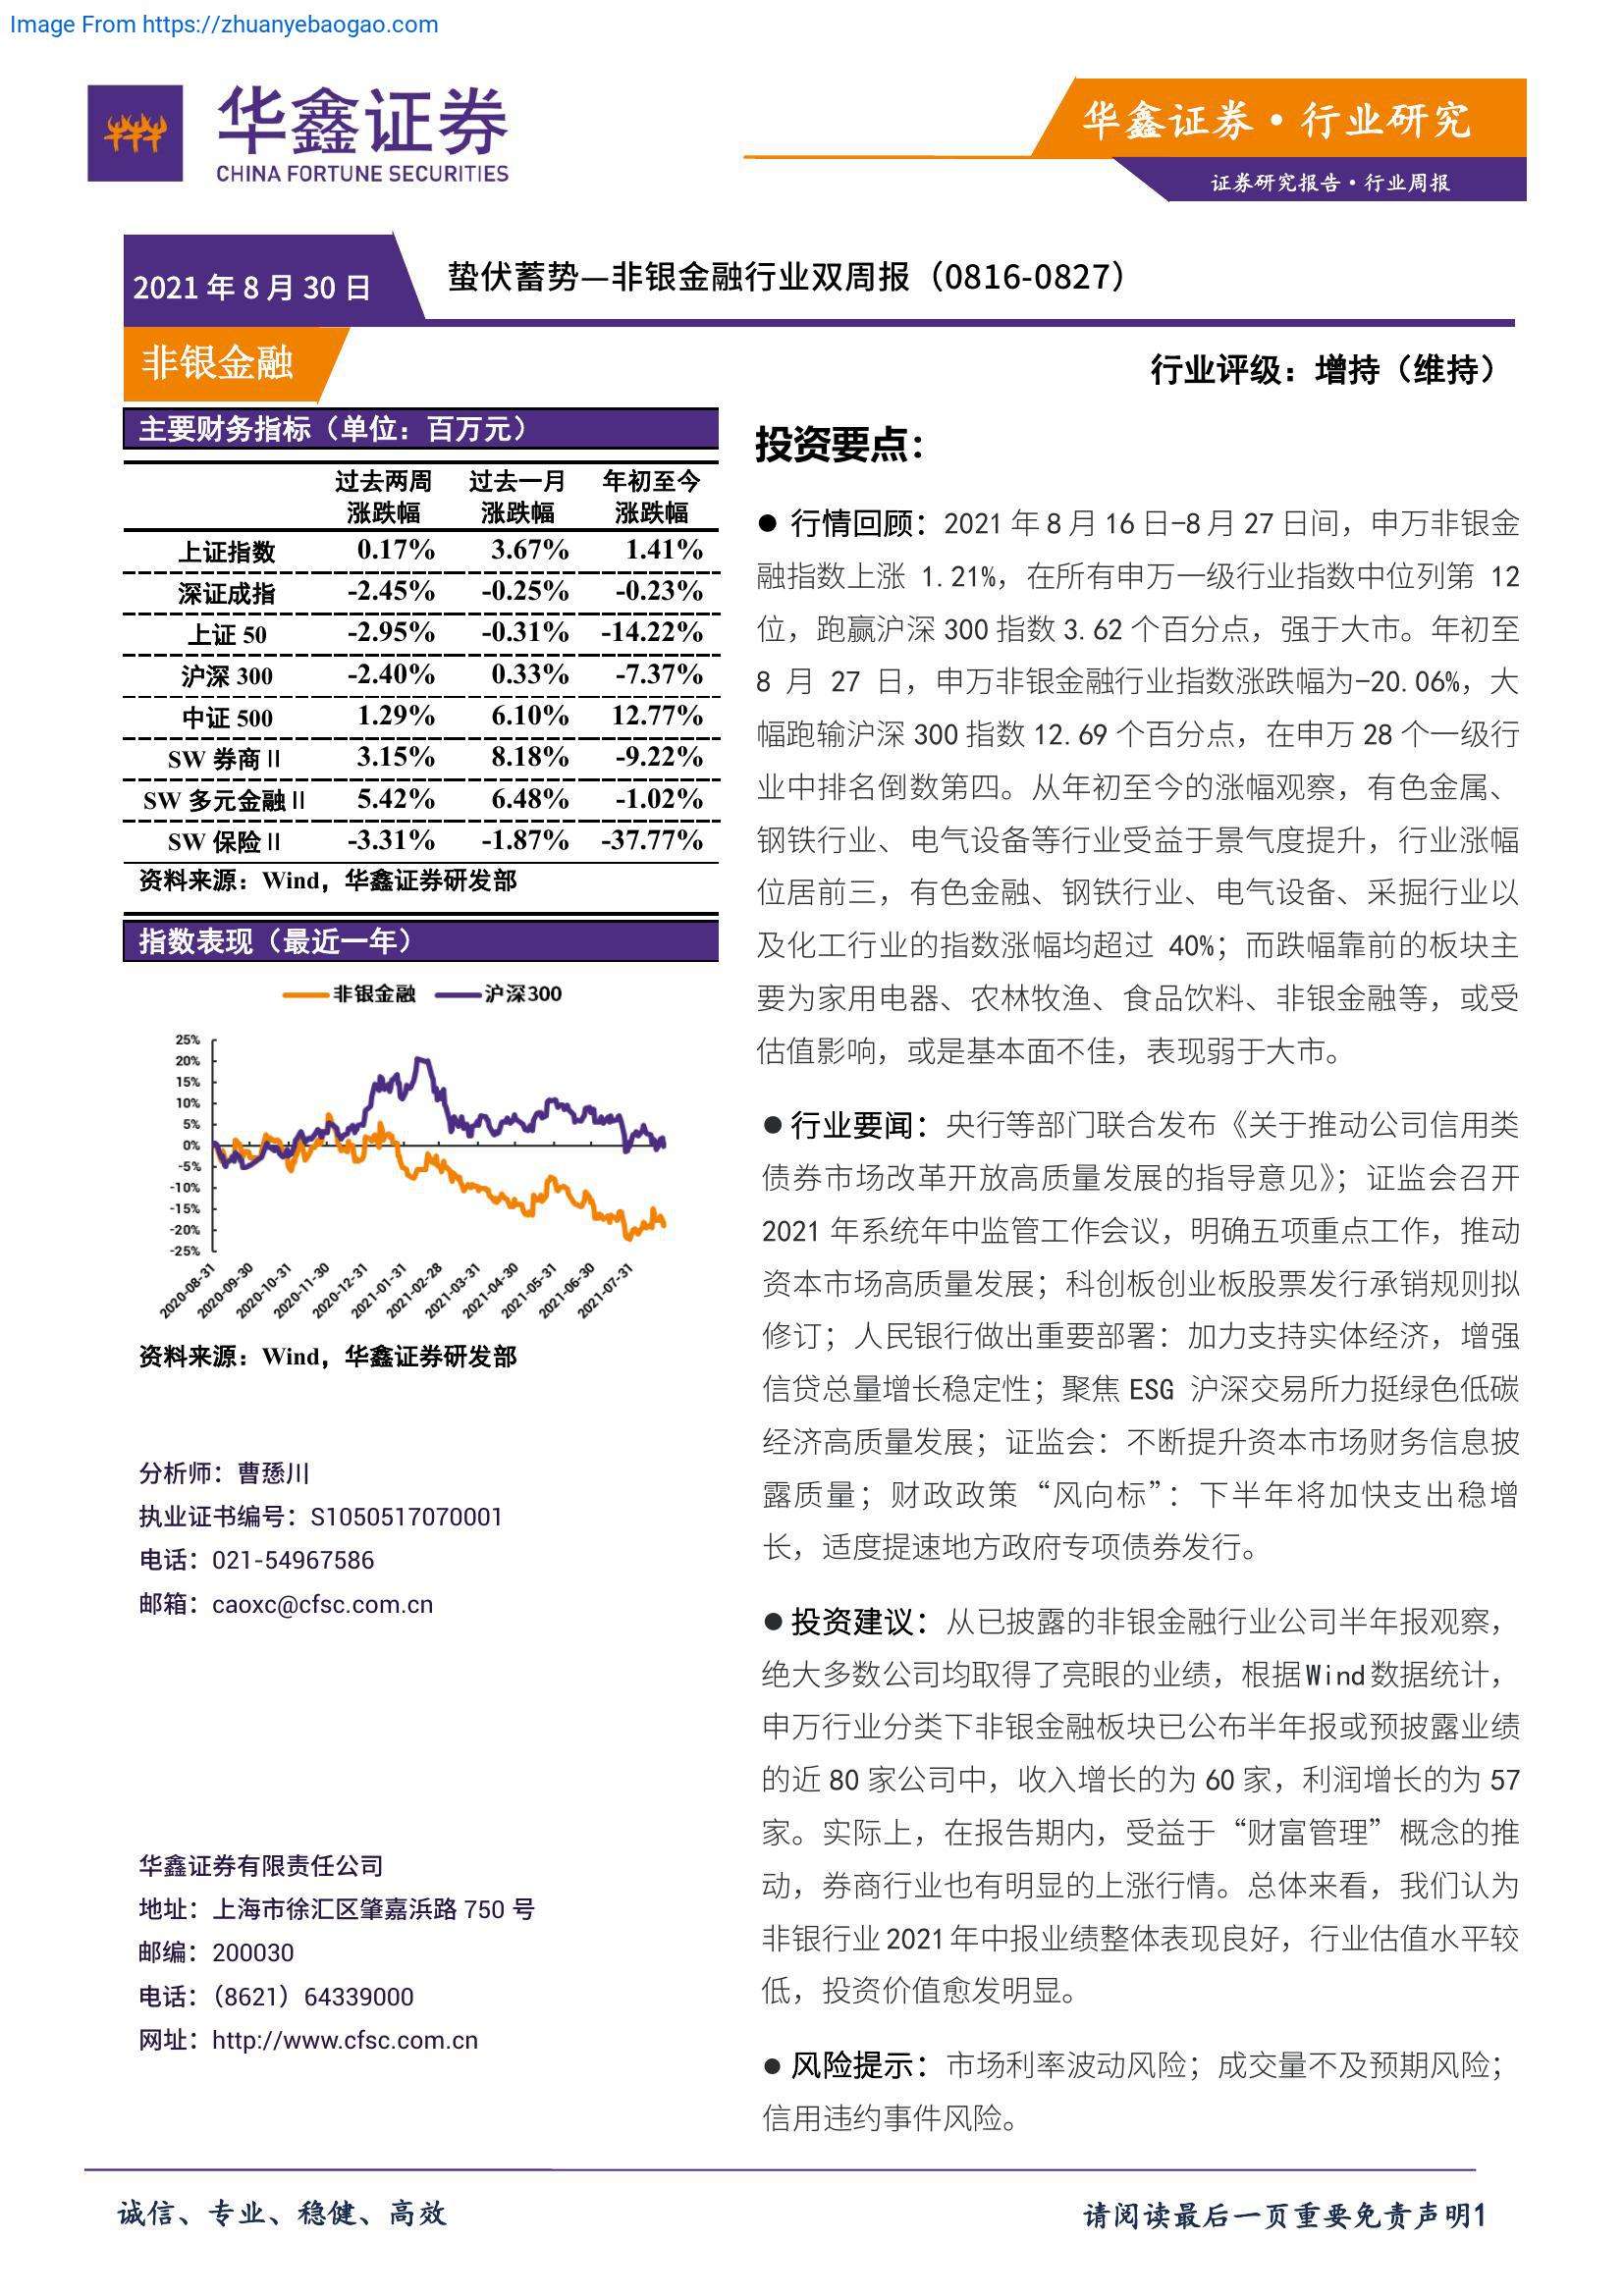 Image From https://zhuanyebaogao.com
华鑫证券
CHINA FORTUNE SECURITIES
华鑫证券·行业研究
证券研究报告·行业周报
2021 年 8 月 30 日
蛰伏蓄势—非银金融行业双周报（0816-0827）
非银金融
行业评级：增持（维持）
主要财务指标（单位：百万元）
过去两周 过去一月 年初至今
涨跌幅 涨跌幅 涨跌幅
上证指数 0.17% 3.67% 1.41%
深证成指 -2.45% -0.25% -0.23%
上证 50 -2.95% -0.31% -14.22%
沪深 300 -2.40% 0.33% -7.37%
中证 500 1.29% 6.10% 12.77%
SW 券商Ⅱ 3.15% 8.18% -9.22%
SW 多元金融Ⅱ 5.42% 6.48% -1.02%
SW 保险Ⅱ -3.31% -1.87% -37.77%
资料来源：Wind，华鑫证券研发部
指数表现（最近一年）
非银金融 沪深300
25%
20%
15%
10%
5%
0%
-5%
-10%
-15%
-20%
-25%
2020-08-31 2020-09-30 2020-10-31 2020-11-30 2020-12-31 2021-01-31 2021-02-28 2021-03-31 2021-04-30 2021-05-31 2021-06-30 2021-07-31
资料来源：Wind，华鑫证券研发部
分析师：曹
川
执业证书编号：S1050517070001
电话：021-54967586
邮箱：caoxc@cfsc.com.cn
华鑫证券有限责任公司
地址：上海市徐汇区肇嘉浜路 750 号
邮编：200030
电话：（8621）64339000
网址：http://www.cfsc.com.cn
投资要点：
● 行情回顾：2021 年 8 月 16 日-8 月 27 日间，申万非银金
融指数上涨 1.21%，在所有申万一级行业指数中位列第 12
位，跑赢沪深 300 指数 3.62 个百分点，强于大市。年初至
8 月 27 日，申万非银金融行业指数涨跌幅为-20.06%，大
幅跑输沪深 300 指数 12.69 个百分点，在申万 28 个一级行
业中排名倒数第四。从年初至今的涨幅观察，有色金属、
钢铁行业、电气设备等行业受益于景气度提升，行业涨幅
位居前三，有色金融、钢铁行业、电气设备、采掘行业以
及化工行业的指数涨幅均超过 40%；而跌幅靠前的板块主
要为家用电器、农林牧渔、食品饮料、非银金融等，或受
估值影响，或是基本面不佳，表现弱于大市。
● 行业要闻：央行等部门联合发布《关于推动公司信用类
债券市场改革开放高质量发展的指导意见》；证监会召开
2021 年系统年中监管工作会议，明确五项重点工作，推动
资本市场高质量发展；科创板创业板股票发行承销规则拟
修订；人民银行做出重要部署：加力支持实体经济，增强
信贷总量增长稳定性；聚焦 ESG 沪深交易所力挺绿色低碳
经济高质量发展；证监会：不断提升资本市场财务信息披
露质量；财政政策“风向标”：下半年将加快支出稳增
长，适度提速地方政府专项债券发行。
● 投资建议：从已披露的非银金融行业公司半年报观察，
绝大多数公司均取得了亮眼的业绩，根据Wind数据统计，
申万行业分类下非银金融板块已公布半年报或预披露业绩
的近 80 家公司中，收入增长的为 60 家，利润增长的为 57
家。实际上，在报告期内，受益于“财富管理”概念的推
动，券商行业也有明显的上涨行情。总体来看，我们认为
非银行业 2021 年中报业绩整体表现良好，行业估值水平较
低，投资价值愈发明显。
● 风险提示：市场利率波动风险；成交量不及预期风险；
信用违约事件风险。
诚信、专业、稳健、高效
请阅读最后一页重要免责声明1